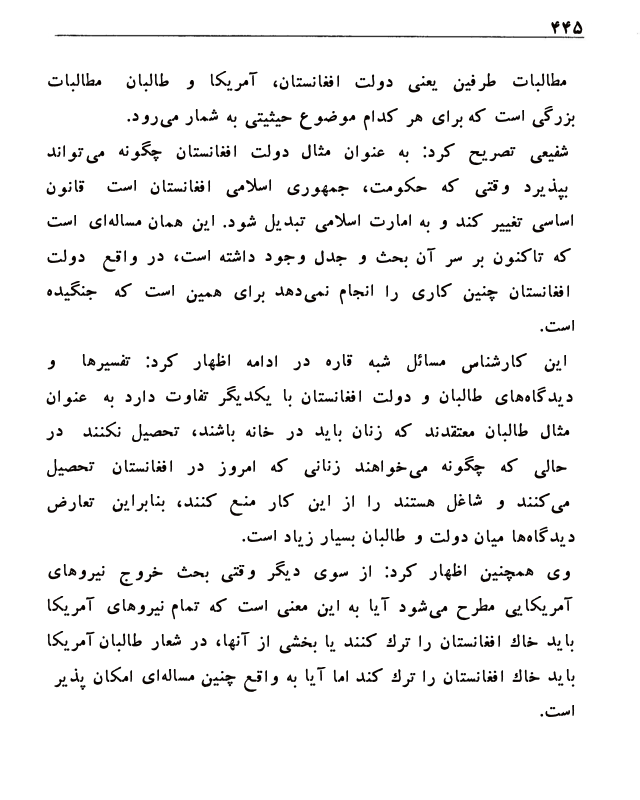 ۴۴۵
مطالبات طرفین یعنی دولت افغانستان، آمریکا و طالبان مطالبات
بزرگی است که برای هر کدام موضوع حیثیتی به شمار می‌رود.
شفیعی تصریح کرد: به عنوان مثال دولت افغانستان چگونه می‌تواند
بپذیرد وقتی که حکومت، جمهوری اسلامی افغانستان است قانون
اساسی تغییر کند و به امارت اسلامی تبدیل شود. این همان مساله‌ای است
که تاکنون بر سر آن بحث و جدل وجود داشته است، در واقع دولت
افغانستان چنین کاری را انجام نمی‌دهد برای همین است که جنگیده
است.
این کارشناس مسائل شبه قاره در ادامه اظهار کرد: تفسیرها و
دیدگاه‌های طالبان و دولت افغانستان با یکدیگر تفاوت دارد به عنوان
مثال طالبان معتقدند که زنان باید در خانه باشند، تحصیل نکنند در
حالی که چگونه می‌خواهند زنانی که امروز در افغانستان تحصیل
می‌کنند و شاغل هستند را از این کار منع کنند، بنابراین تعارض
دیدگاه‌ها میان دولت و طالبان بسیار زیاد است.
وی همچنین اظهار کرد: از سوی دیگر وقتی بحث خروج نیروهای
آمریکایی مطرح می‌شود آیا به این معنی است که تمام نیروهای آمریکا
باید خاك افغانستان را ترك کنند یا بخشی از آنها، در شعار طالبان آمریکا
باید خاك افغانستان را ترك کند اما آیا به واقع چنین مساله‌ای امکان پذیر
است.